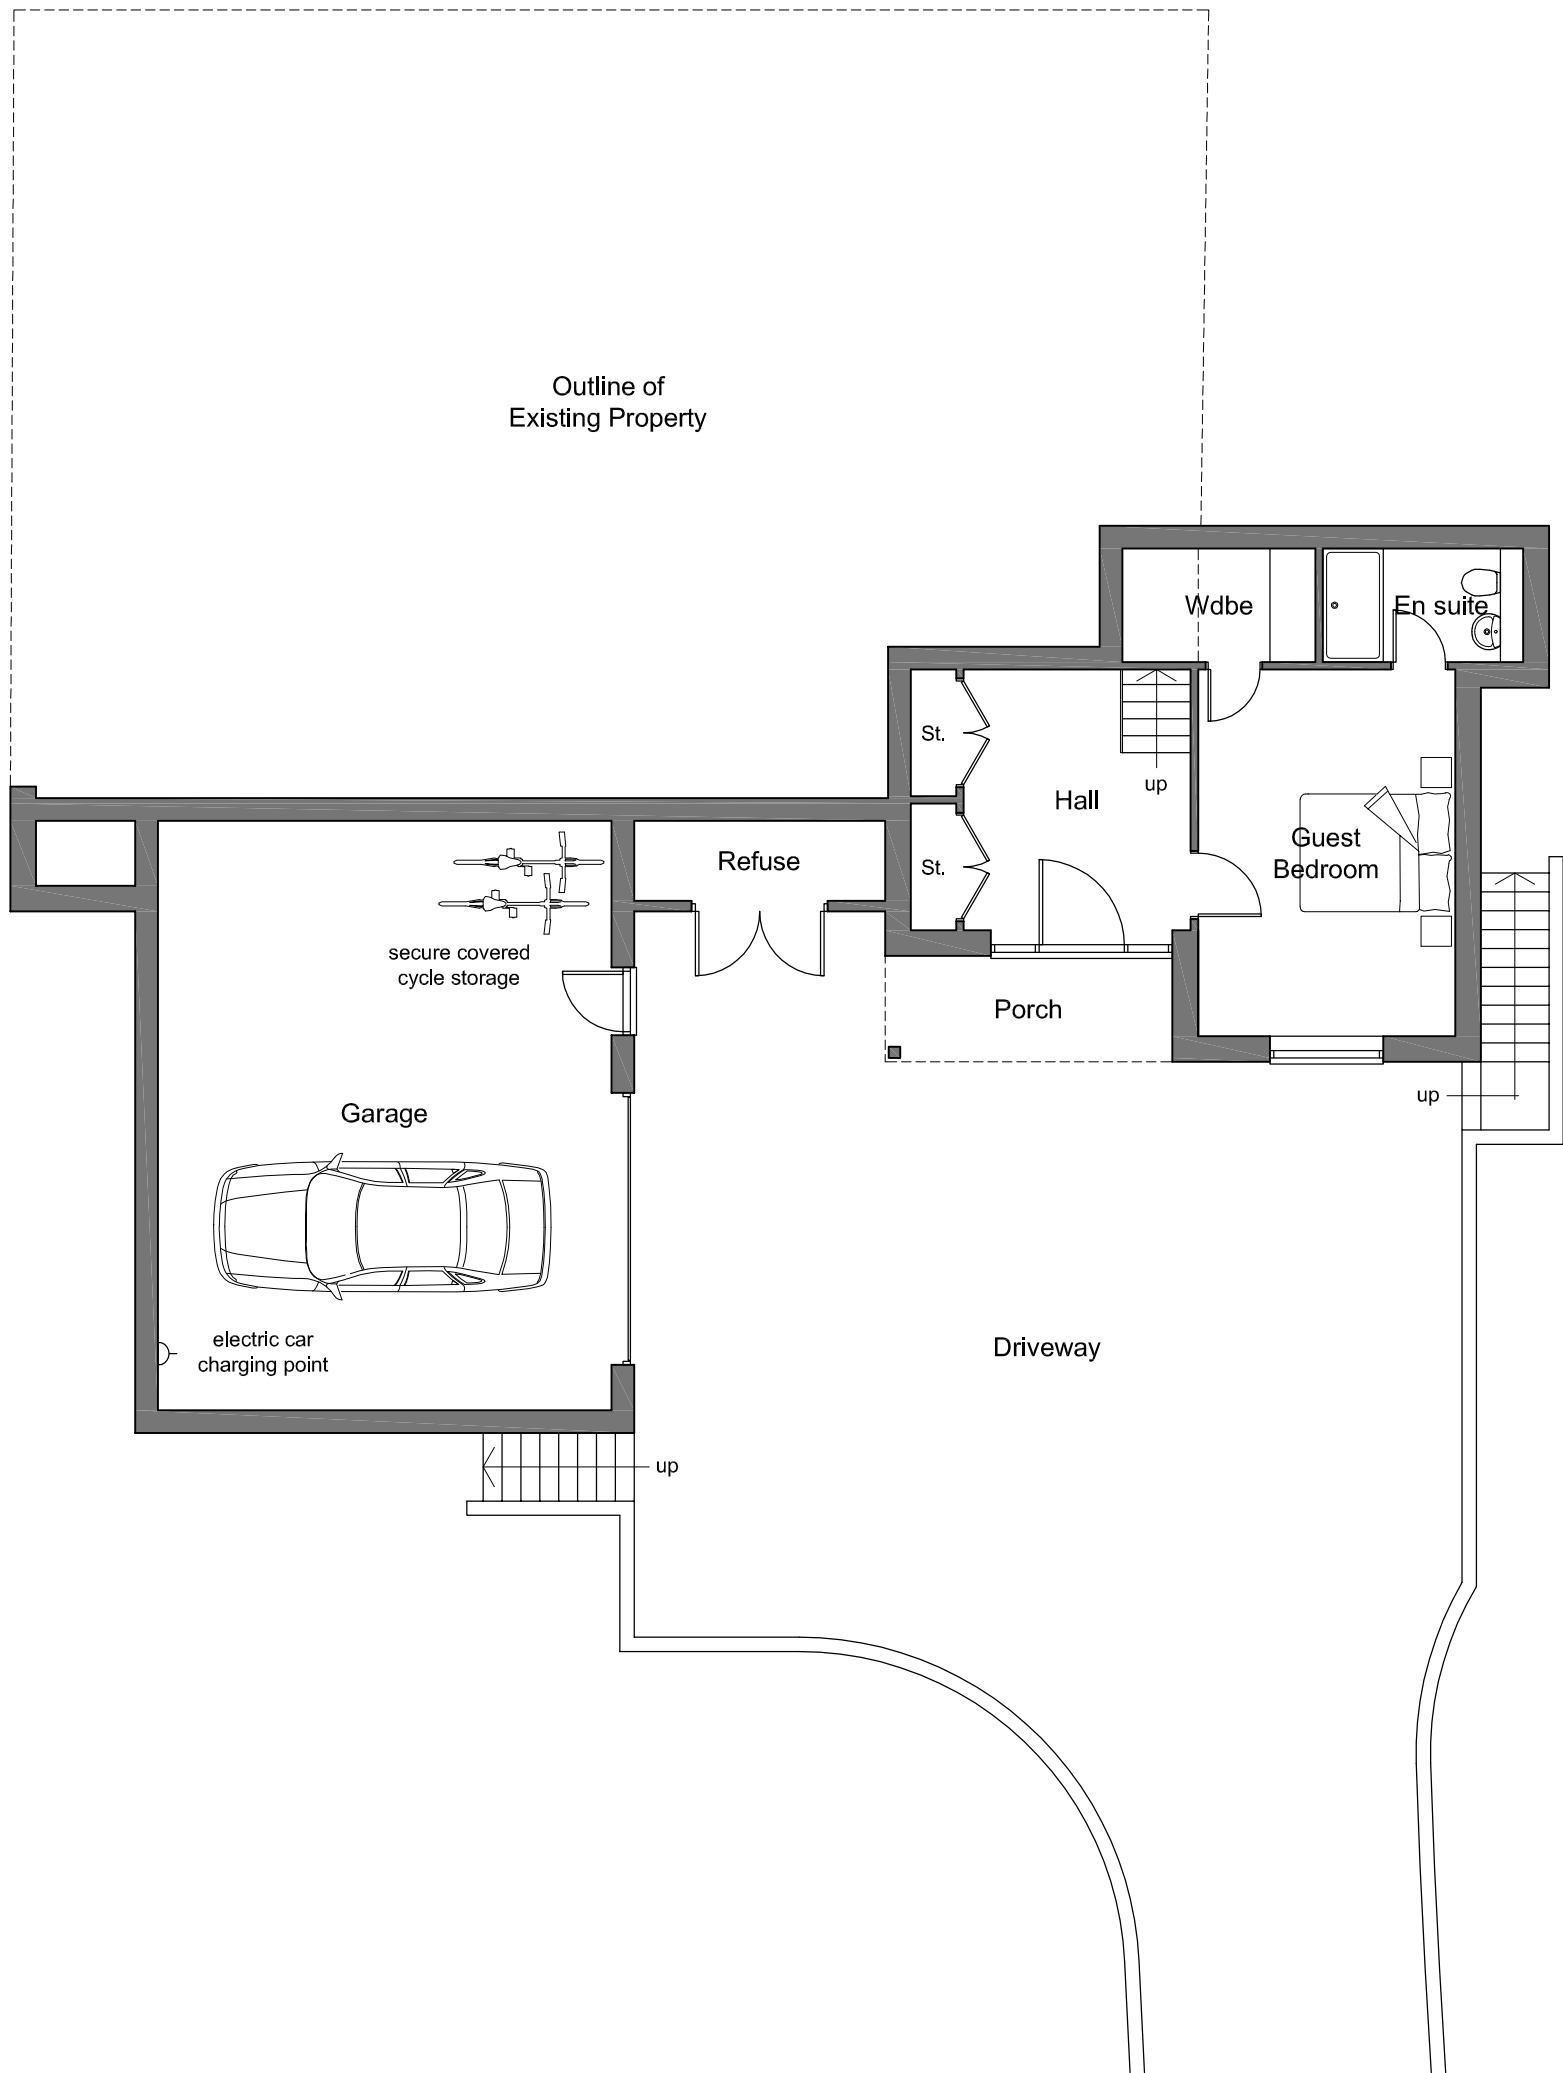 Outline of
Existing Property
Wdbe
En suite
St.
up
Hall
Guest
Bedroom
Refuse
St.
secure covered
cycle storage
Porch
up
Garage
electric car
charging point
Driveway
up